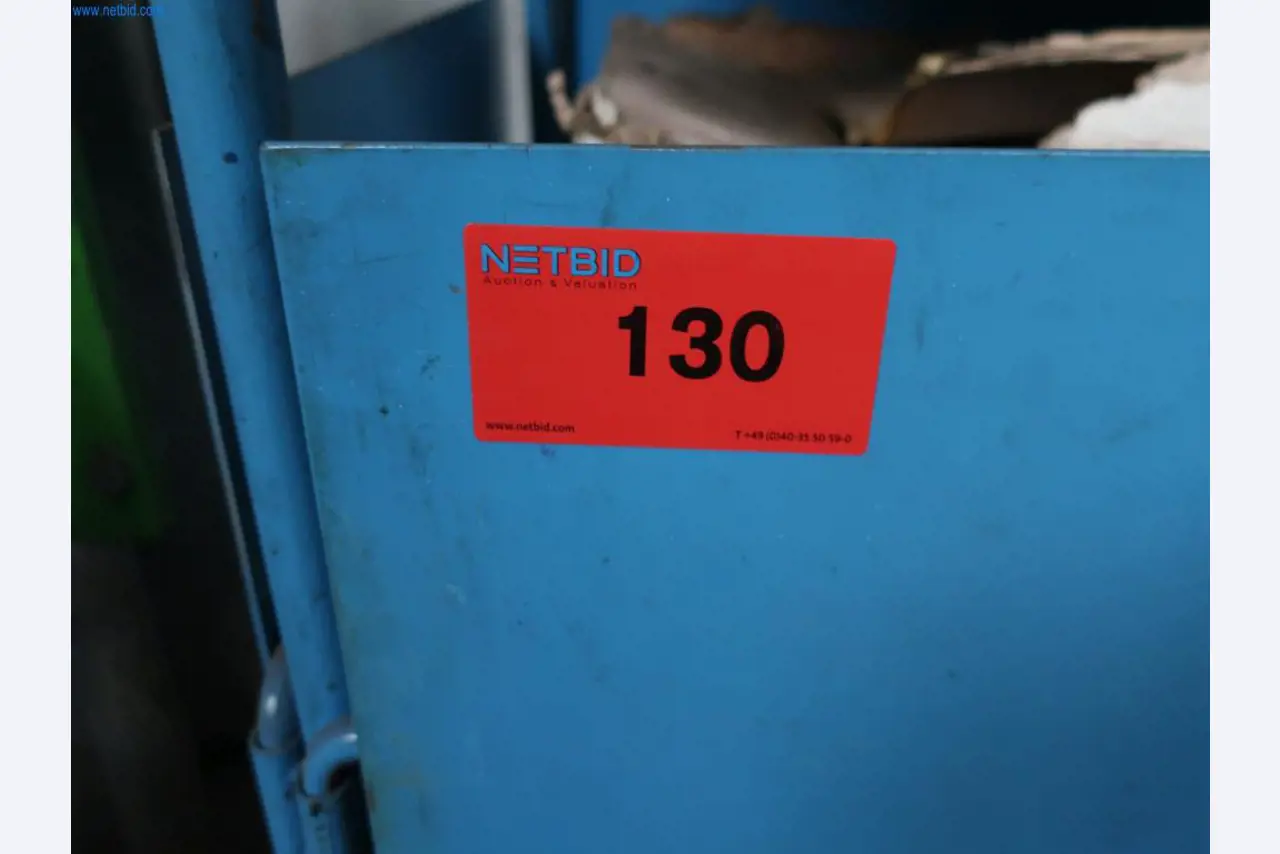 www.netbid.com
NETBID
Auction & Valuation
130
www.netbid.com
T +49 (0)40-35 50 59-0